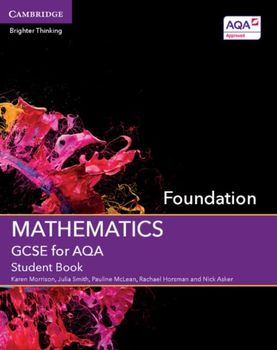 CAMBRIDGE
Brighter Thinking
AQA
Approved
Foundation
MATHEMATICS
GCSE for AQA
Student Book
Karen Morrison, Julia Smith, Pauline McLean, Rachael Horsman and Nick Asker